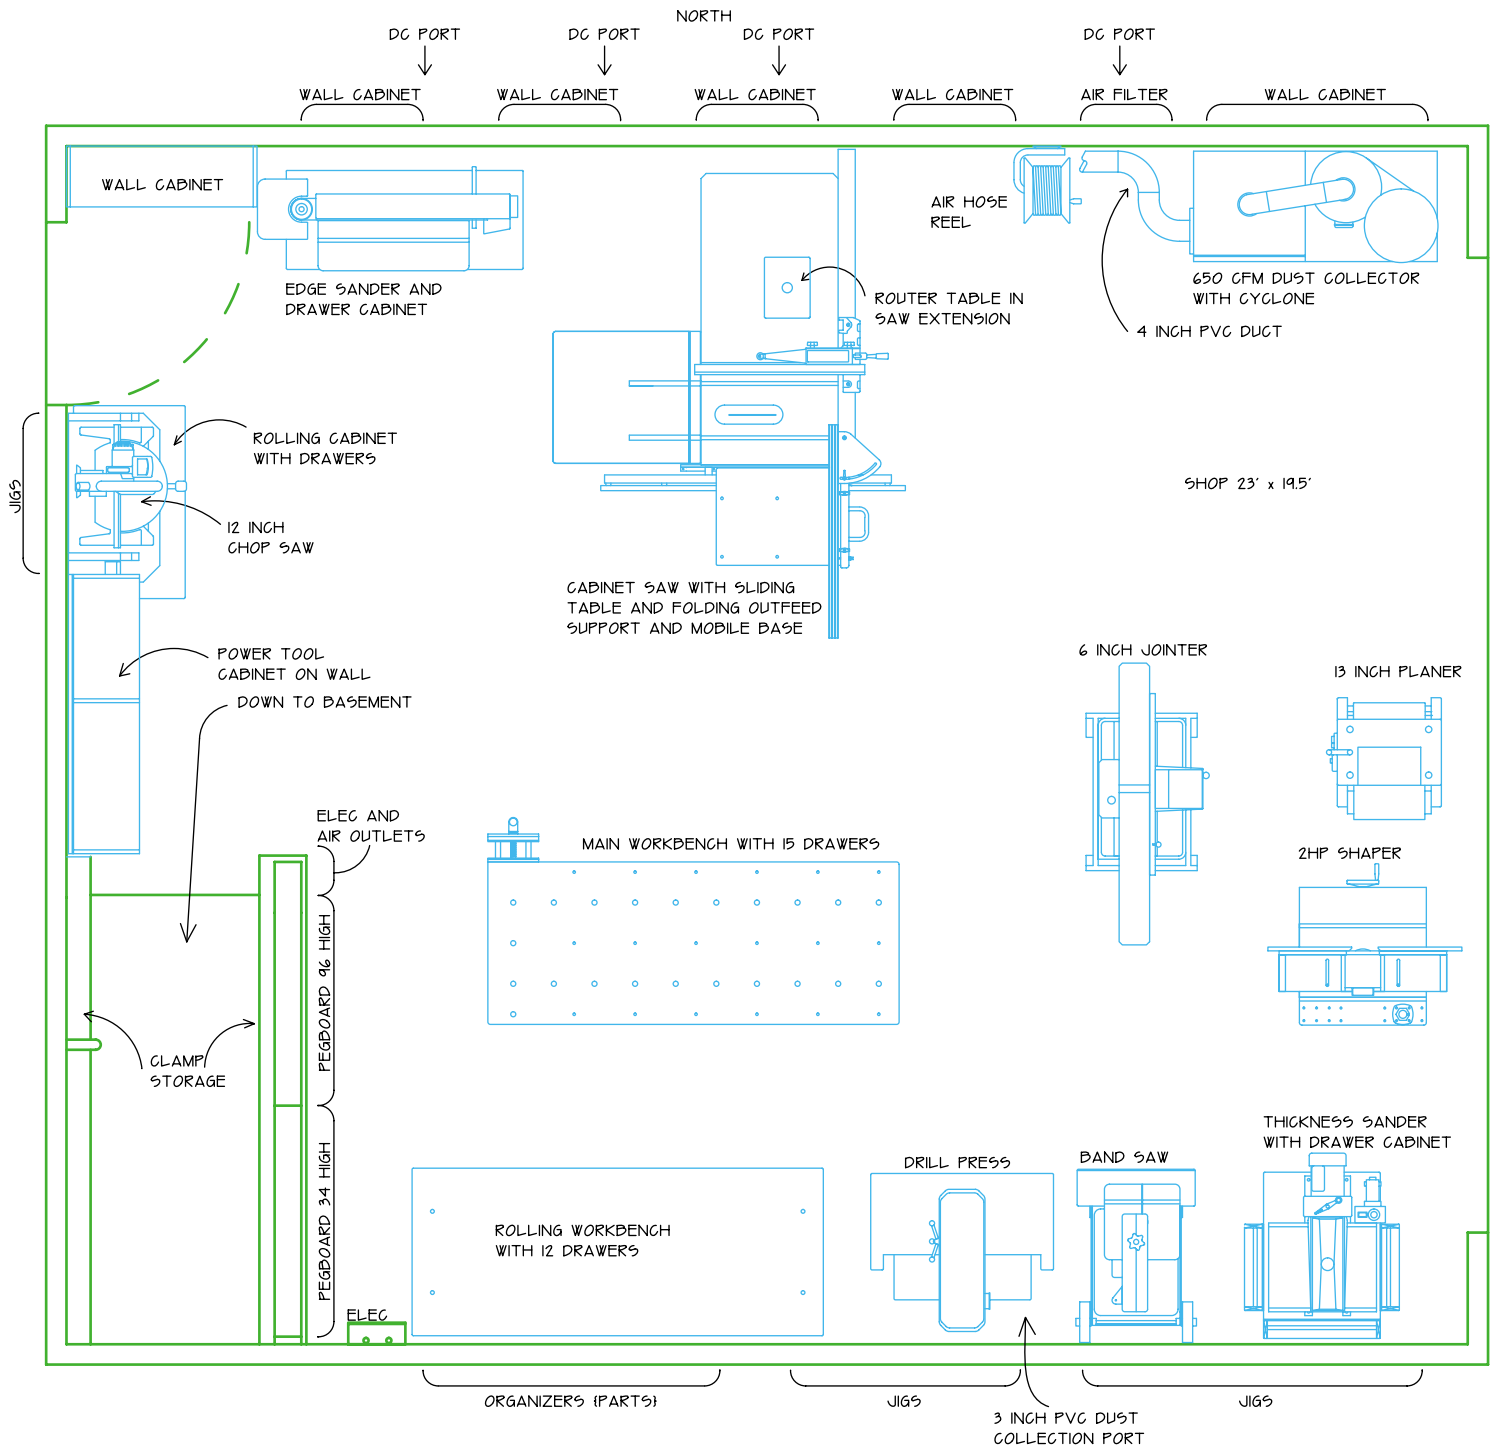 NORTH
DC PORT
DC PORT
DC PORT
DC PORT
WALL CABINET
WALL CABINET
WALL CABINET
WALL CABINET
AIR FILTER
WALL CABINET
WALL CABINET
AIR HOSE
REEL
EDGE SANDER AND
DRAWER CABINET
ROUTER TABLE IN
SAW EXTENSION
650 CFM DUST COLLECTOR
WITH CYCLONE
4 INCH PVC DUCT
ROLLING CABINET
WITH DRAWERS
JIGS
SHOP 23' x 19.5'
12 INCH
CHOP SAW
CABINET SAW WITH SLIDING
TABLE AND FOLDING OUTFEED
SUPPORT AND MOBILE BASE
POWER TOOL
CABINET ON WALL
DOWN TO BASEMENT
6 INCH JOINTER
13 INCH PLANER
ELEC AND
AIR OUTLETS
MAIN WORKBENCH WITH 15 DRAWERS
2HP SHAPER
PEGBOARD 96 HIGH
CLAMP
STORAGE
PEGBOARD 34 HIGH
THICKNESS SANDER
WITH DRAWER CABINET
DRILL PRESS
BAND SAW
ROLLING WORKBENCH
WITH 12 DRAWERS
ELEC
ORGANIZERS {PARTS}
JIGS
JIGS
3 INCH PVC DUST
COLLECTION PORT